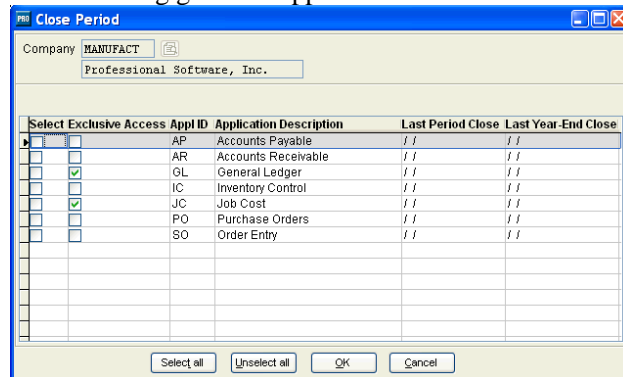 PRO Close Period
Company MANUFACT
Professional Software, Inc.
Select Exclusive Access Appl ID Application Description Last Period Close Last Year-End Close
AP Accounts Payable / / / /
AR Accounts Receivable / / / /
GL General Ledger / / / /
IC Inventory Control / / / /
JC Job Cost / / / /
PO Purchase Orders / / / /
SO Order Entry / / / /
Select all Unselect all OK Cancel